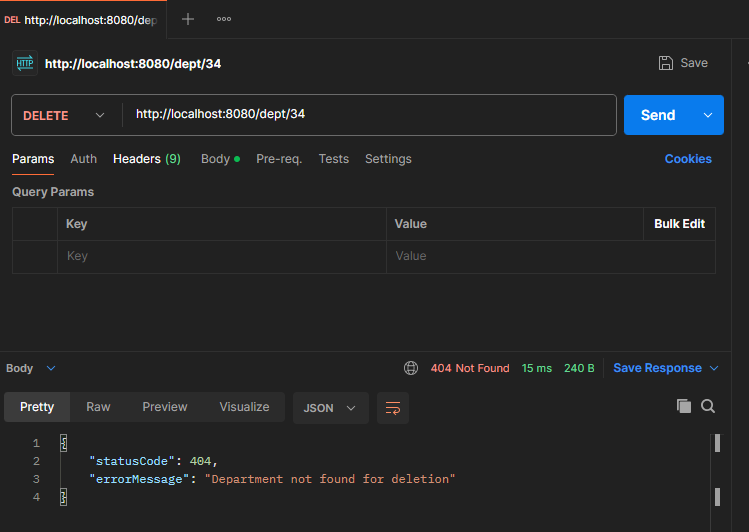 DEL http://localhost:8080/dep
HTTP http://localhost:8080/dept/34 Save
DELETE http://localhost:8080/dept/34 Send
Params Auth Headers (9) Body Pre-req. Tests Settings Cookies
Query Params
Key Value Bulk Edit
Key Value
Body 404 Not Found 15 ms 240 B Save Response
Pretty Raw Preview Visualize JSON
1 {
2 "statusCode": 404,
3 "errorMessage": "Department not found for deletion"
4 }